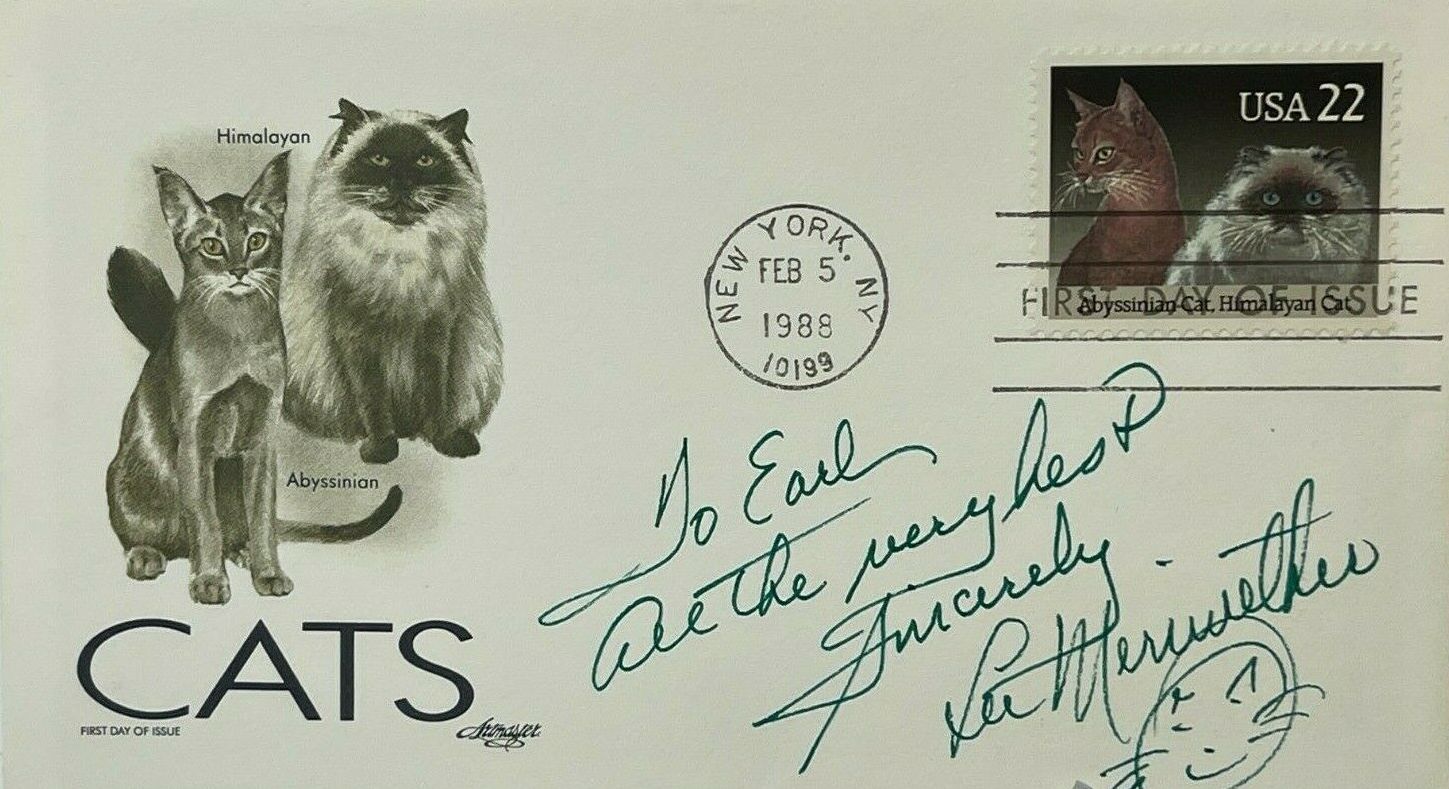 Himalayan
Abyssinian
CATS
FIRST DAY OF ISSUE
Artmaster
NEW YORK, NY
FEB 5
1988
10199
USA 22
Abyssinian Cat, Himalayan Cat
FIRST DAY OF ISSUE
To Earl
All the very best
Sincerely
Lee Meriwether